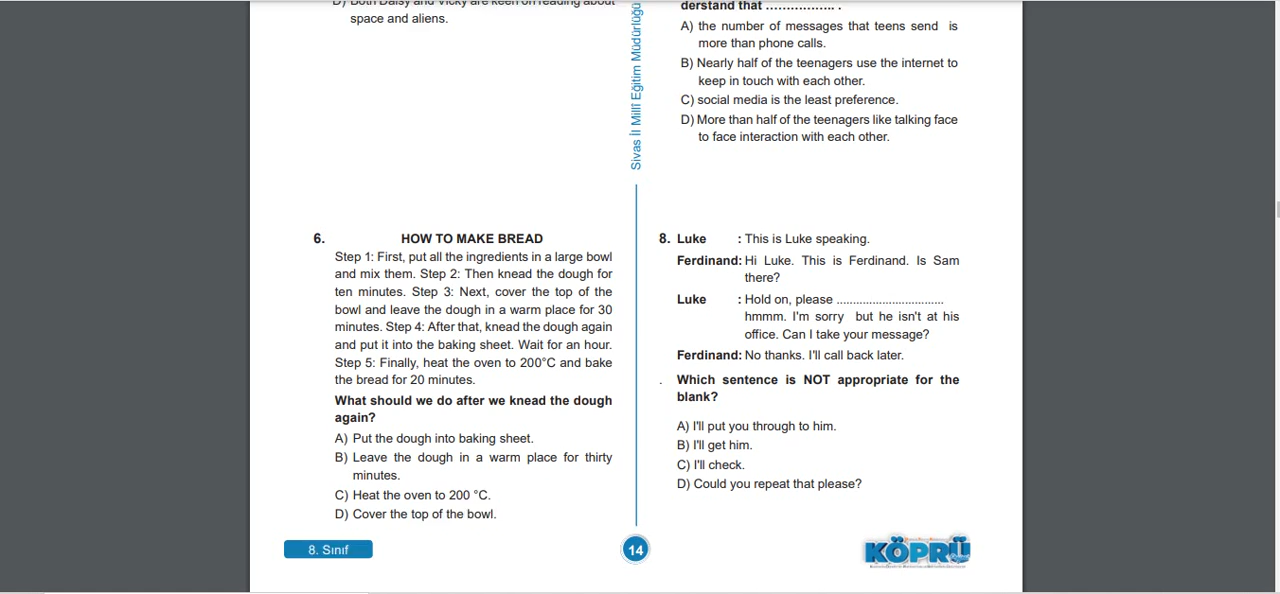 D) Both Daisy and Vicky are keen on reading about
space and aliens.
6. HOW TO MAKE BREAD
Step 1: First, put all the ingredients in a large bowl
and mix them. Step 2: Then knead the dough for
ten minutes. Step 3: Next, cover the top of the
bowl and leave the dough in a warm place for 30
minutes. Step 4: After that, knead the dough again
and put it into the baking sheet. Wait for an hour.
Step 5: Finally, heat the oven to 200°C and bake
the bread for 20 minutes.
What should we do after we knead the dough
again?
A) Put the dough into baking sheet.
B) Leave the dough in a warm place for thirty
minutes.
C) Heat the oven to 200 °C.
D) Cover the top of the bowl.
Sivas İl Millî Eğitim Müdürlüğü
derstand that ................. .
A) the number of messages that teens send is
more than phone calls.
B) Nearly half of the teenagers use the internet to
keep in touch with each other.
C) social media is the least preference.
D) More than half of the teenagers like talking face
to face interaction with each other.
8. Luke : This is Luke speaking.
Ferdinand: Hi Luke. This is Ferdinand. Is Sam
there?
Luke : Hold on, please .................................
hmmm. I'm sorry but he isn't at his
office. Can I take your message?
Ferdinand: No thanks. I'll call back later.
. Which sentence is NOT appropriate for the
blank?
A) I'll put you through to him.
B) I'll get him.
C) I'll check.
D) Could you repeat that please?
8. Sınıf
14
KÖPRÜ